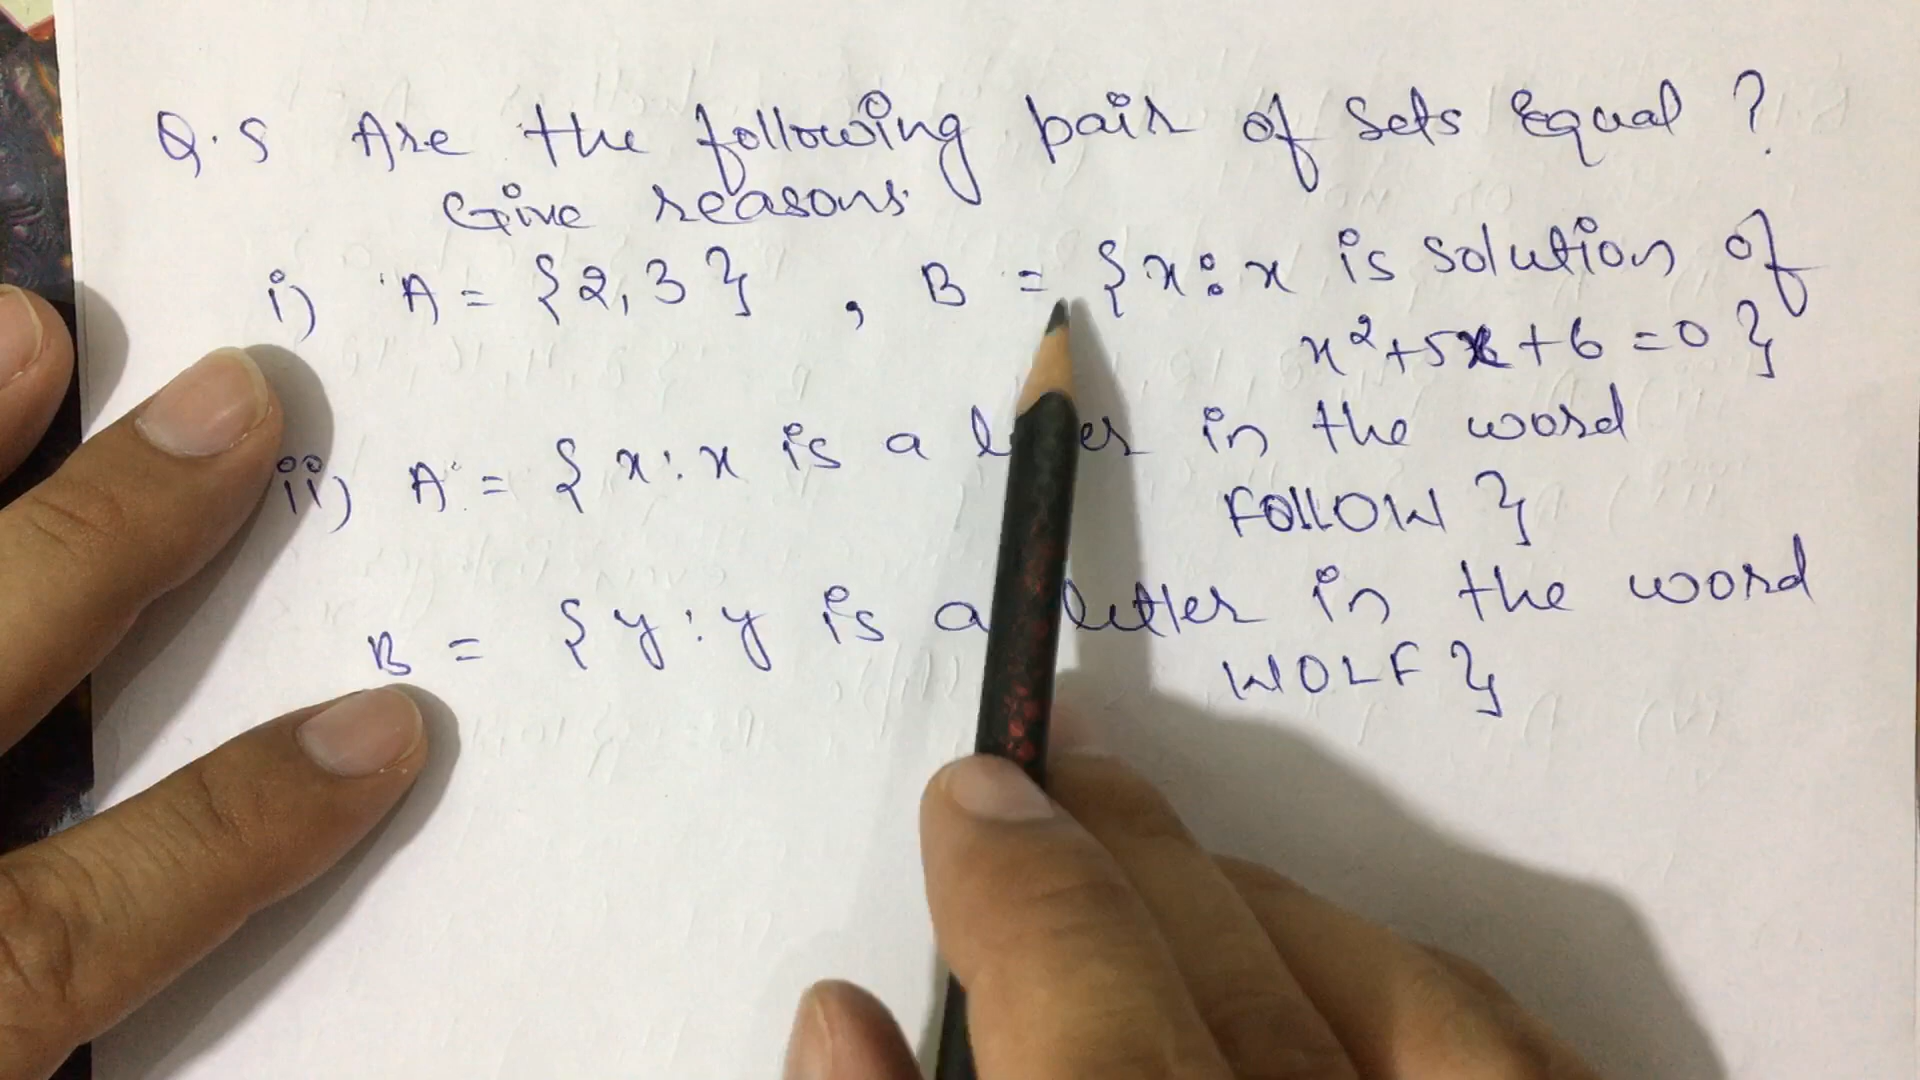 Q.5 Are the following pair of Sets Equal ?
Give reasons.
i) A = {2, 3} , B = {x : x is solution of
x²+5x+6=0}
ii) A = {x : x is a in the word
FOLLOW}
B = {y : y is a letter in the word
WOLF}